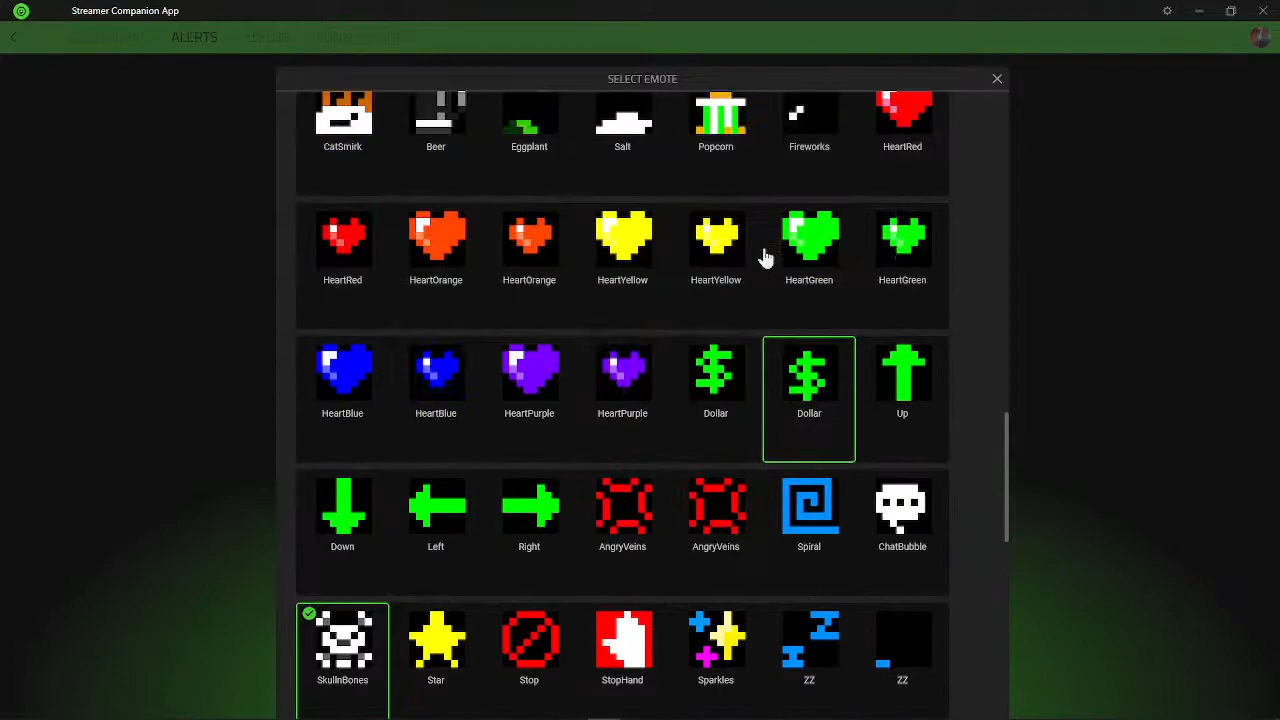 Streamer Companion App
ALERTS
SELECT EMOTE
CatSmirk Beer Eggplant Salt Popcorn Fireworks HeartRed
HeartRed HeartOrange HeartOrange HeartYellow HeartYellow HeartGreen HeartGreen
HeartBlue HeartBlue HeartPurple HeartPurple Dollar Dollar Up
Down Left Right AngryVeins AngryVeins Spiral ChatBubble
SkullnBones Star Stop StopHand Sparkles ZZ ZZ